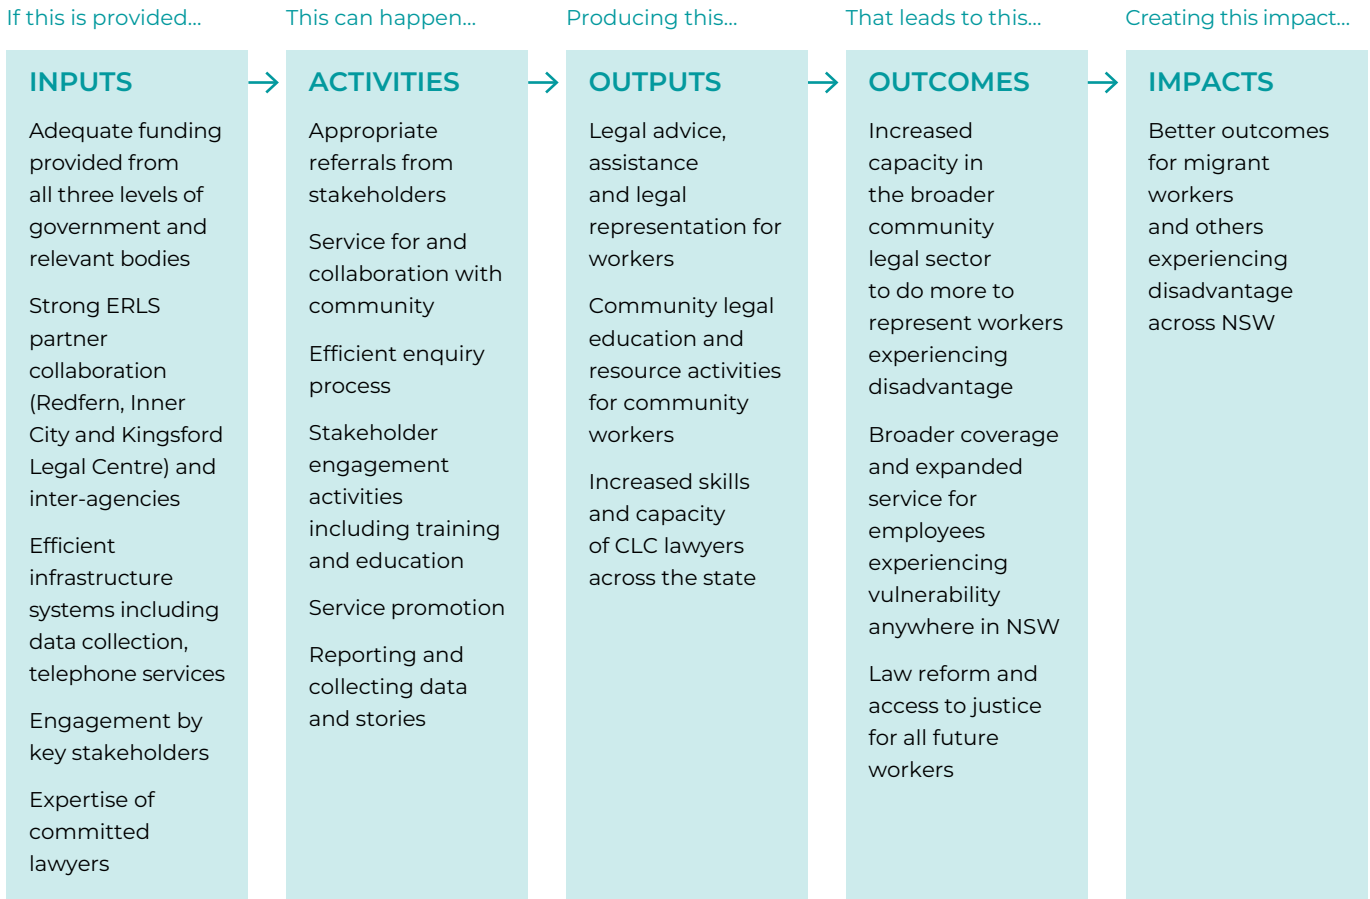 If this is provided...
This can happen...
Producing this...
That leads to this...
Creating this impact...
INPUTS
Adequate funding
provided from
all three levels of
government and
relevant bodies
Strong ERLS
partner
collaboration
(Redfern, Inner
City and Kingsford
Legal Centre) and
inter-agencies
Efficient
infrastructure
systems including
data collection,
telephone services
Engagement by
key stakeholders
Expertise of
committed
lawyers
ACTIVITIES
Appropriate
referrals from
stakeholders
Service for and
collaboration with
community
Efficient enquiry
process
Stakeholder
engagement
activities
including training
and education
Service promotion
Reporting and
collecting data
and stories
OUTPUTS
Legal advice,
assistance
and legal
representation for
workers
Community legal
education and
resource activities
for community
workers
Increased skills
and capacity
of CLC lawyers
across the state
OUTCOMES
Increased
capacity in
the broader
community
legal sector
to do more to
represent workers
experiencing
disadvantage
Broader coverage
and expanded
service for
employees
experiencing
vulnerability
anywhere in NSW
Law reform and
access to justice
for all future
workers
IMPACTS
Better outcomes
for migrant
workers
and others
experiencing
disadvantage
across NSW